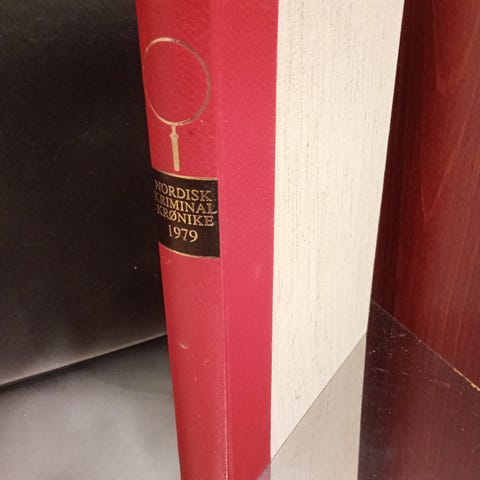 NORDISK
KRIMINAL
KRØNIKE
1979